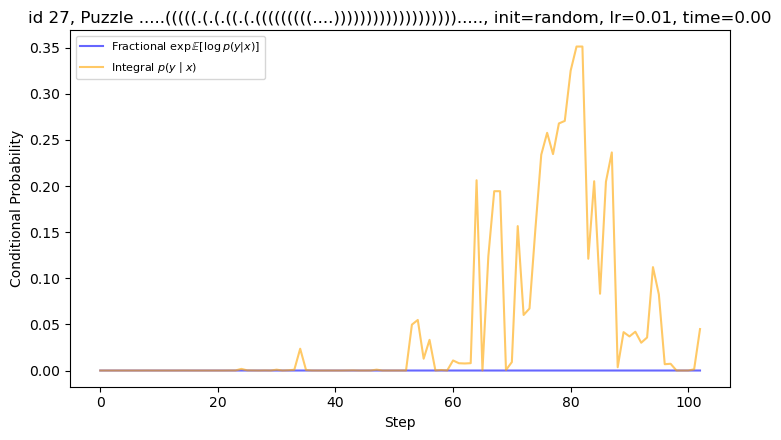 id 27, Puzzle .....(((((.(.(.((.(.(((((((((....)))))))))))))))))))....., init=random, lr=0.01, time=0.00
Fractional exp𝔼[log p(y|x)]
Integral p(y | x)
Conditional Probability
0.35
0.30
0.25
0.20
0.15
0.10
0.05
0.00
0
20
40
60
80
100
Step